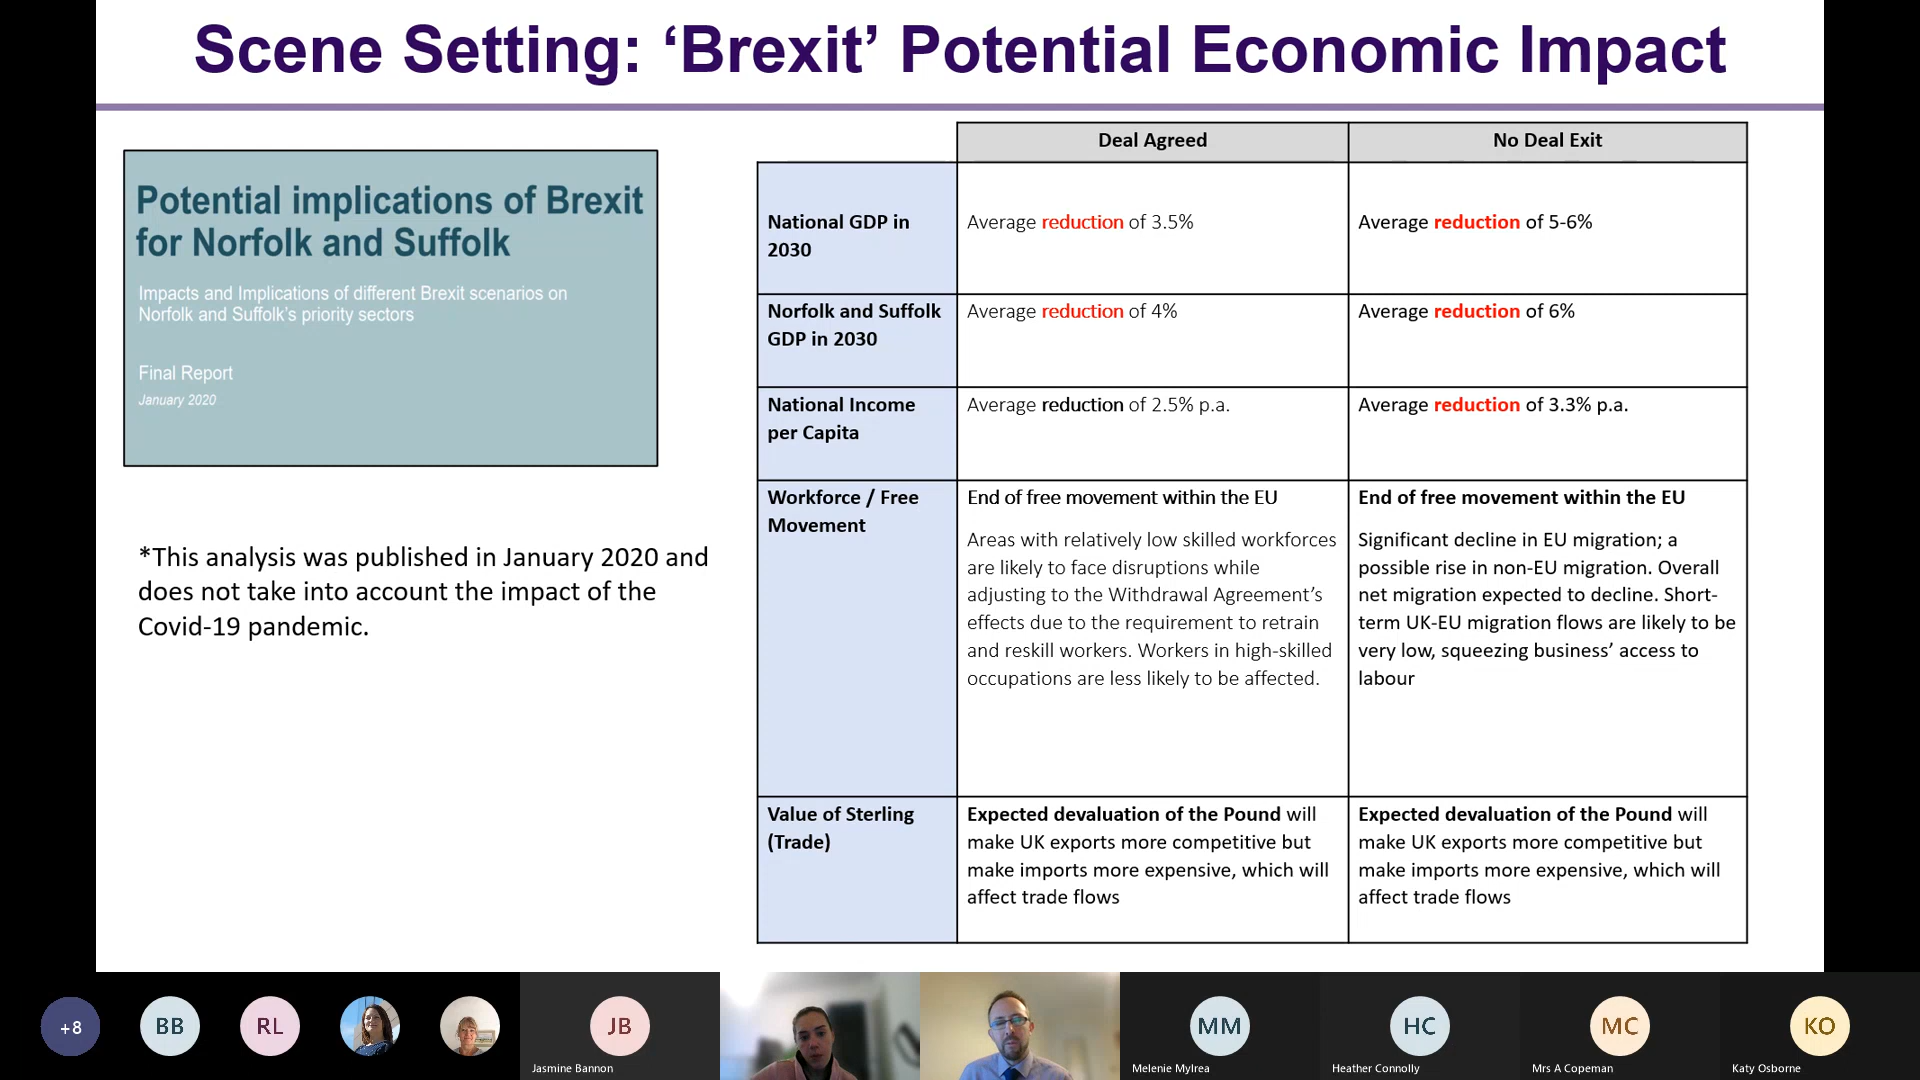 Scene Setting: ‘Brexit’ Potential Economic Impact
Potential implications of Brexit
for Norfolk and Suffolk
Impacts and Implications of different Brexit scenarios on
Norfolk and Suffolk's priority sectors
Final Report
January 2020
*This analysis was published in January 2020 and
does not take into account the impact of the
Covid-19 pandemic.
Deal Agreed
No Deal Exit
National GDP in
2030
Average reduction of 3.5%
Average reduction of 5-6%
Norfolk and Suffolk
GDP in 2030
Average reduction of 4%
Average reduction of 6%
National Income
per Capita
Average reduction of 2.5% p.a.
Average reduction of 3.3% p.a.
Workforce / Free
Movement
End of free movement within the EU
Areas with relatively low skilled workforces
are likely to face disruptions while
adjusting to the Withdrawal Agreement’s
effects due to the requirement to retrain
and reskill workers. Workers in high-skilled
occupations are less likely to be affected.
End of free movement within the EU
Significant decline in EU migration; a
possible rise in non-EU migration. Overall
net migration expected to decline. Short-
term UK-EU migration flows are likely to be
very low, squeezing business’ access to
labour
Value of Sterling
(Trade)
Expected devaluation of the Pound will
make UK exports more competitive but
make imports more expensive, which will
affect trade flows
Expected devaluation of the Pound will
make UK exports more competitive but
make imports more expensive, which will
affect trade flows
+8
BB
RL
JB
Jasmine Bannon
MM
Melenie Mylrea
HC
Heather Connolly
MC
Mrs A Copeman
KO
Katy Osborne